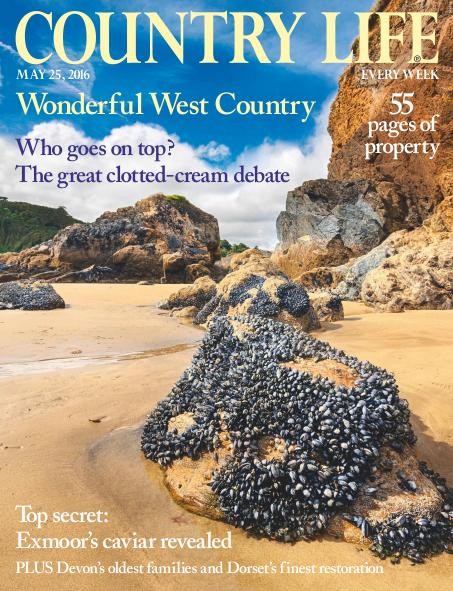 COUNTRY LIFE®
MAY 25, 2016 EVERY WEEK
Wonderful West Country
55
pages of
property
Who goes on top?
The great clotted-cream debate
Top secret:
Exmoor's caviar revealed
PLUS Devon's oldest families and Dorset's finest restoration